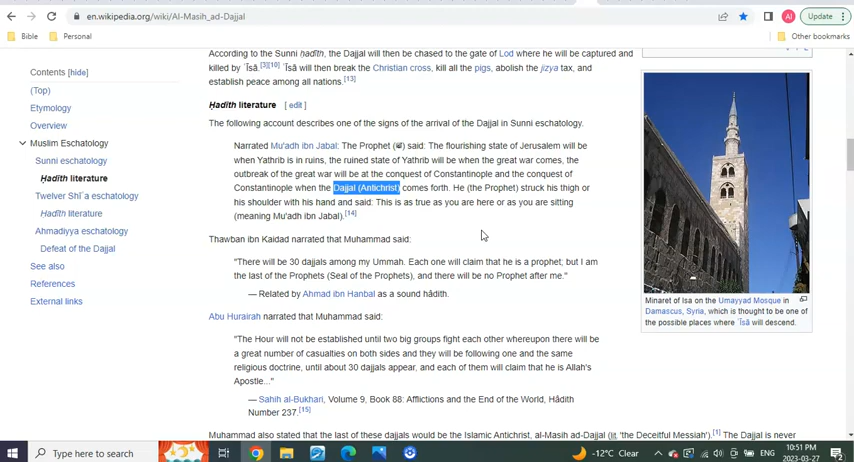 en.wikipedia.org/wiki/Al-Masih_ad-Dajjal
AI
Update
Bible
Personal
Other bookmarks
According to the Sunni ḥadīth, the Dajjal will then be chased to the gate of Lod where he will be captured and
killed by ʿĪsā.[3][10] ʿĪsā will then break the Christian cross, kill all the pigs, abolish the jizya tax, and
establish peace among all nations.[13]
Contents [hide]
(Top)
Etymology
Overview
Muslim Eschatology
Sunni eschatology
Ḥadīth literature
Twelver Shīʿa eschatology
Hadīth literature
Ahmadiyya eschatology
Defeat of the Dajjal
See also
References
External links
Ḥadīth literature [ edit ]
The following account describes one of the signs of the arrival of the Dajjal in Sunni eschatology.
Narrated Mu'adh ibn Jabal: The Prophet (ﷺ) said: The flourishing state of Jerusalem will be
when Yathrib is in ruins, the ruined state of Yathrib will be when the great war comes, the
outbreak of the great war will be at the conquest of Constantinople and the conquest of
Constantinople when the Dajjal (Antichrist) comes forth. He (the Prophet) struck his thigh or
his shoulder with his hand and said: This is as true as you are here or as you are sitting
(meaning Mu'adh ibn Jabal).[14]
Thawban ibn Kaidad narrated that Muhammad said:
"There will be 30 dajjals among my Ummah. Each one will claim that he is a prophet; but I am
the last of the Prophets (Seal of the Prophets), and there will be no Prophet after me."
— Related by Ahmad ibn Hanbal as a sound hâdith.
Abu Hurairah narrated that Muhammad said:
"The Hour will not be established until two big groups fight each other whereupon there will be
a great number of casualties on both sides and they will be following one and the same
religious doctrine, until about 30 dajjals appear, and each of them will claim that he is Allah's
Apostle..."
— Sahih al-Bukhari, Volume 9, Book 88: Afflictions and the End of the World, Hâdith
Number 237.[15]
Muhammad also stated that the last of these dajjals would be the Islamic Antichrist, al-Masih ad-Dajjal (lit. 'the Deceitful Messiah').[1] The Dajjal is never
Minaret of Isa on the Umayyad Mosque in
Damascus, Syria, which is thought to be one of
the possible places where ʿĪsā will descend.
Type here to search
-12°C Clear
ENG
10:51 PM
2023-03-27
2